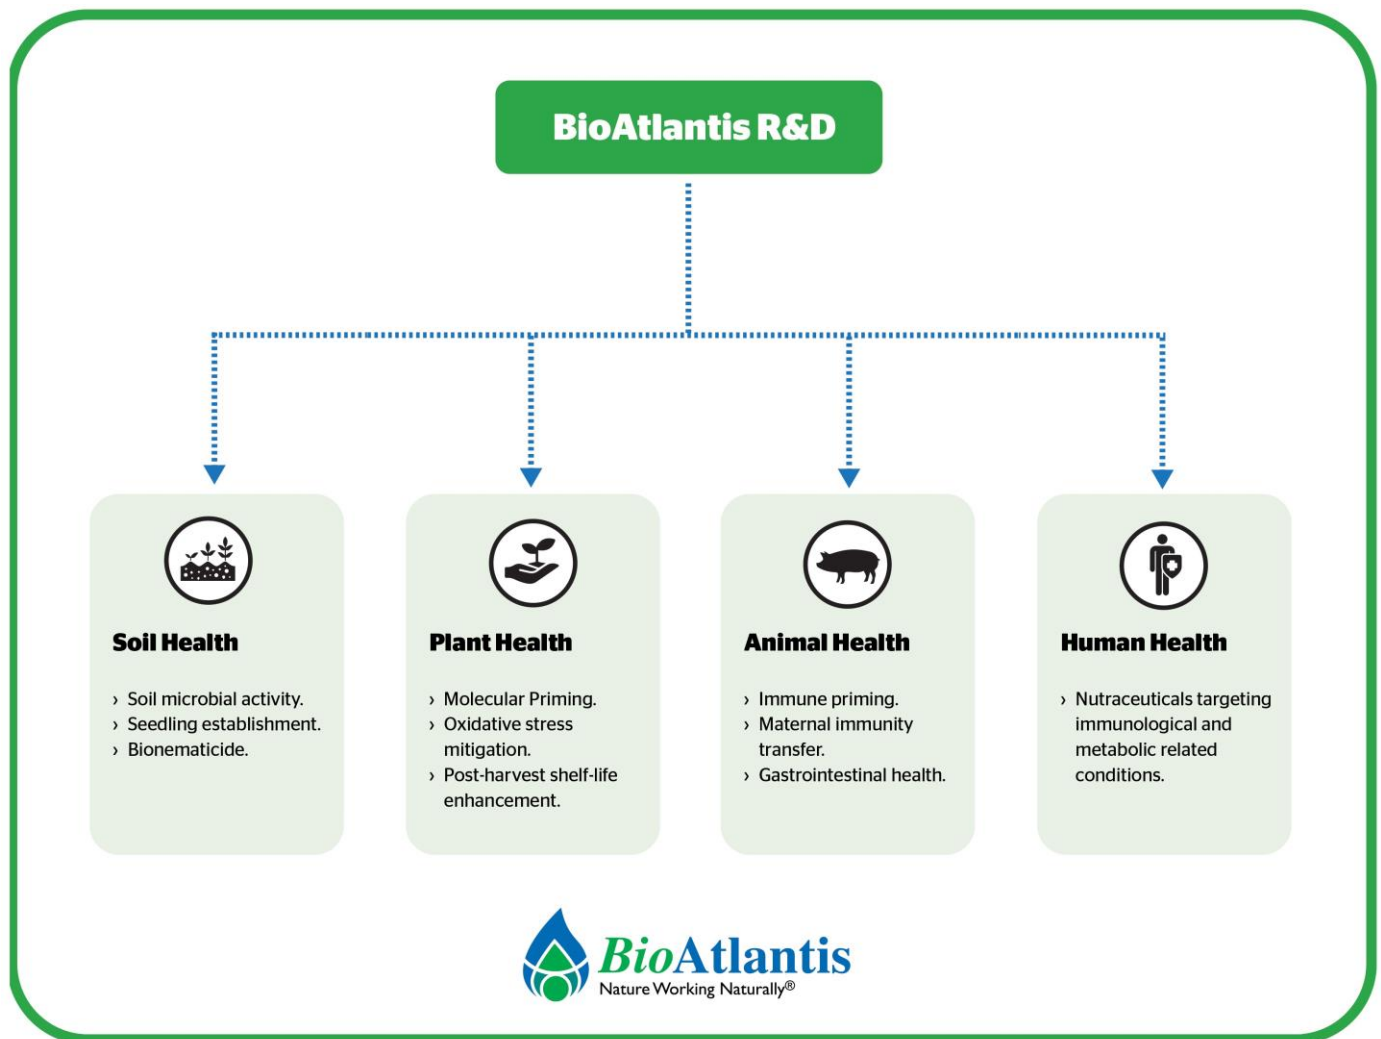 BioAtlantis R&D
Soil Health
› Soil microbial activity.
› Seedling establishment.
› Bionematicide.
Plant Health
› Molecular Priming.
› Oxidative stress
mitigation.
› Post-harvest shelf-life
enhancement.
Animal Health
› Immune priming.
› Maternal immunity
transfer.
› Gastrointestinal health.
Human Health
› Nutraceuticals targeting
immunological and
metabolic related
conditions.
BioAtlantis
Nature Working Naturally®